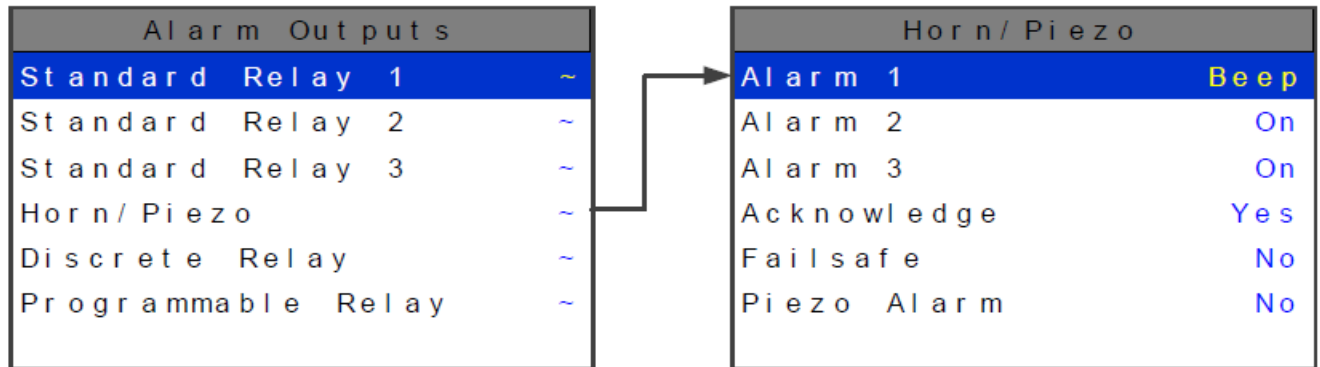 Alarm Outputs
Standard Relay 1 ~
Standard Relay 2 ~
Standard Relay 3 ~
Horn/Piezo ~
Discrete Relay ~
Programmable Relay ~
Horn/Piezo
Alarm 1 Beep
Alarm 2 On
Alarm 3 On
Acknowledge Yes
Failsafe No
Piezo Alarm No